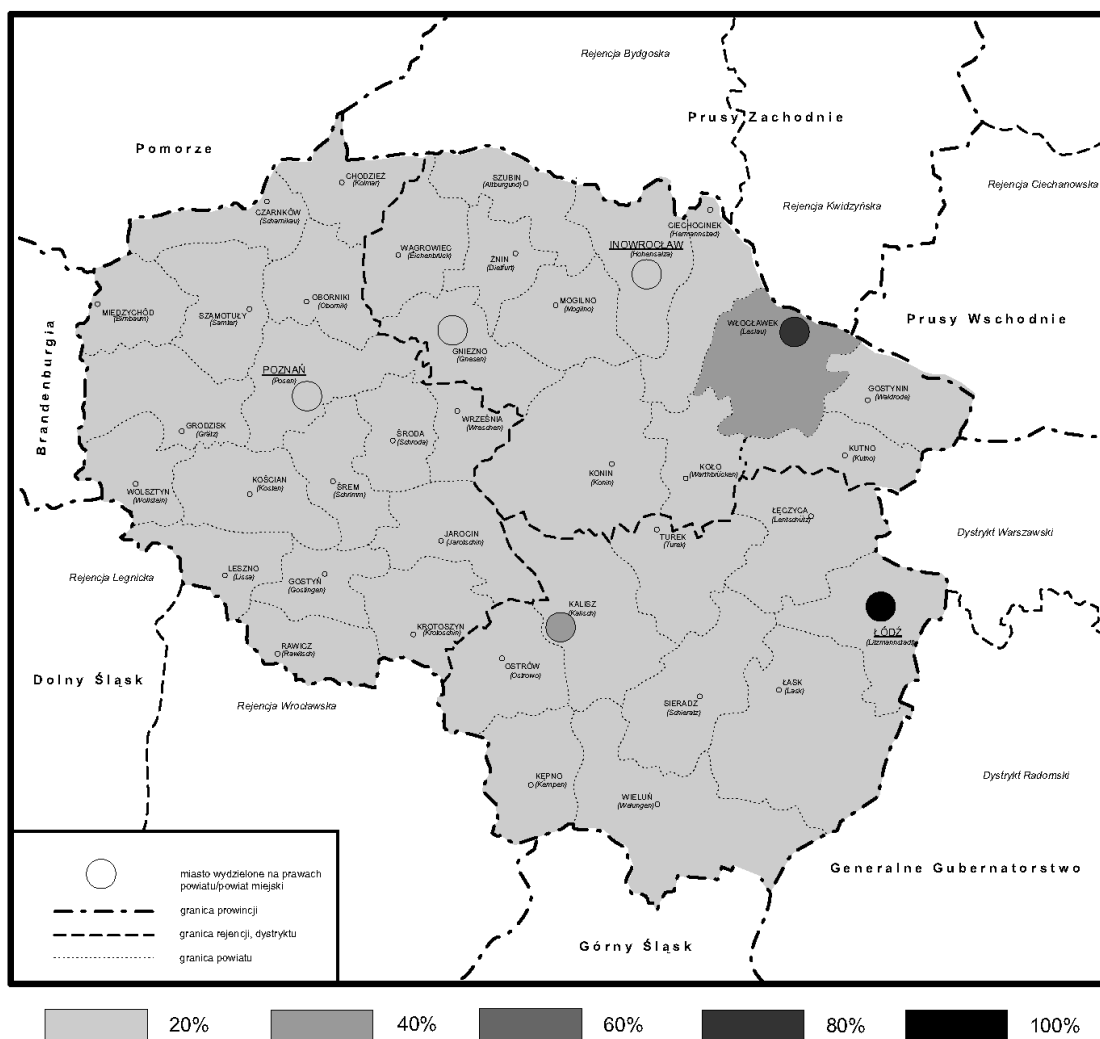 Rejencja Bydgoska
Prusy Zachodnie
Pomorze
Rejencja Ciechanowska
Rejencja Kwidzyńska
CHODZIEŻ
(Kolmar)
SZUBIN
(Altburgund)
CZARNKÓW
(Scharnikau)
CIECHOCINEK
(Hermannsbad)
WĄGROWIEC
(Eichenbrück)
ŻNIN
(Dietfurt)
INOWROCŁAW
(Hohensalza)
MIĘDZYCHÓD
(Birnbaum)
SZAMOTUŁY
(Samter)
OBORNIKI
(Obornik)
MOGILNO
(Mogilno)
WŁOCŁAWEK
(Leslau)
Prusy Wschodnie
GNIEZNO
(Gnesen)
POZNAŃ
(Posen)
Brandenburgia
GOSTYNIN
(Waldrode)
GRODZISK
(Grätz)
ŚRODA
(Schroda)
WRZEŚNIA
(Wreschen)
KUTNO
(Kutno)
WOLSZTYN
(Wollstein)
KOŚCIAN
(Kosten)
ŚREM
(Schrimm)
KONIN
(Konin)
KOŁO
(Warthbrücken)
ŁĘCZYCA
(Lentschütz)
TUREK
(Turek)
Dystrykt Warszawski
JAROCIN
(Jarotschin)
Rejencja Legnicka
LESZNO
(Lissa)
GOSTYŃ
(Gostingen)
KALISZ
(Kalisch)
KROTOSZYN
(Krotoschin)
ŁÓDŹ
(Litzmannstadt)
RAWICZ
(Rawitsch)
OSTRÓW
(Ostrowo)
Dolny Śląsk
ŁASK
(Lask)
SIERADZ
(Schieratz)
Rejencja Wrocławska
KĘPNO
(Kempen)
WIELUŃ
(Welungen)
Dystrykt Radomski
Generalne Gubernatorstwo
Górny Śląsk
miasto wydzielone na prawach
powiatu/powiat miejski
granica prowincji
granica rejencji, dystryktu
granica powiatu
20% 40% 60% 80% 100%